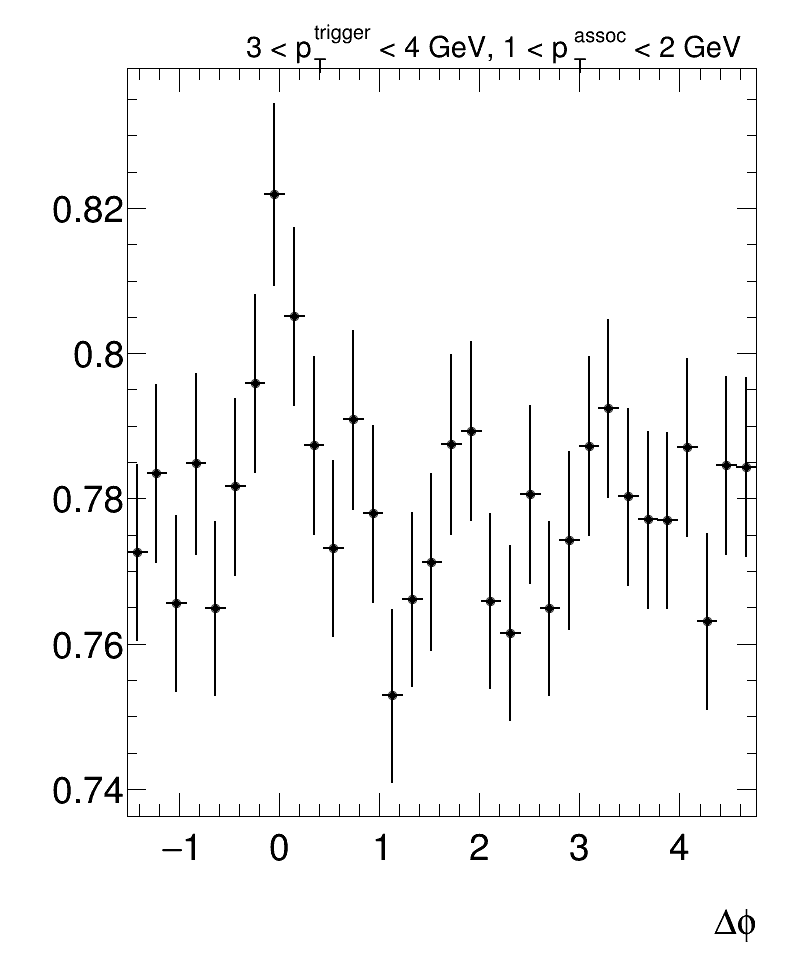 3 < p_T^trigger < 4 GeV, 1 < p_T^assoc < 2 GeV
0.82
0.8
0.78
0.76
0.74
−1 0 1 2 3 4
Δϕ